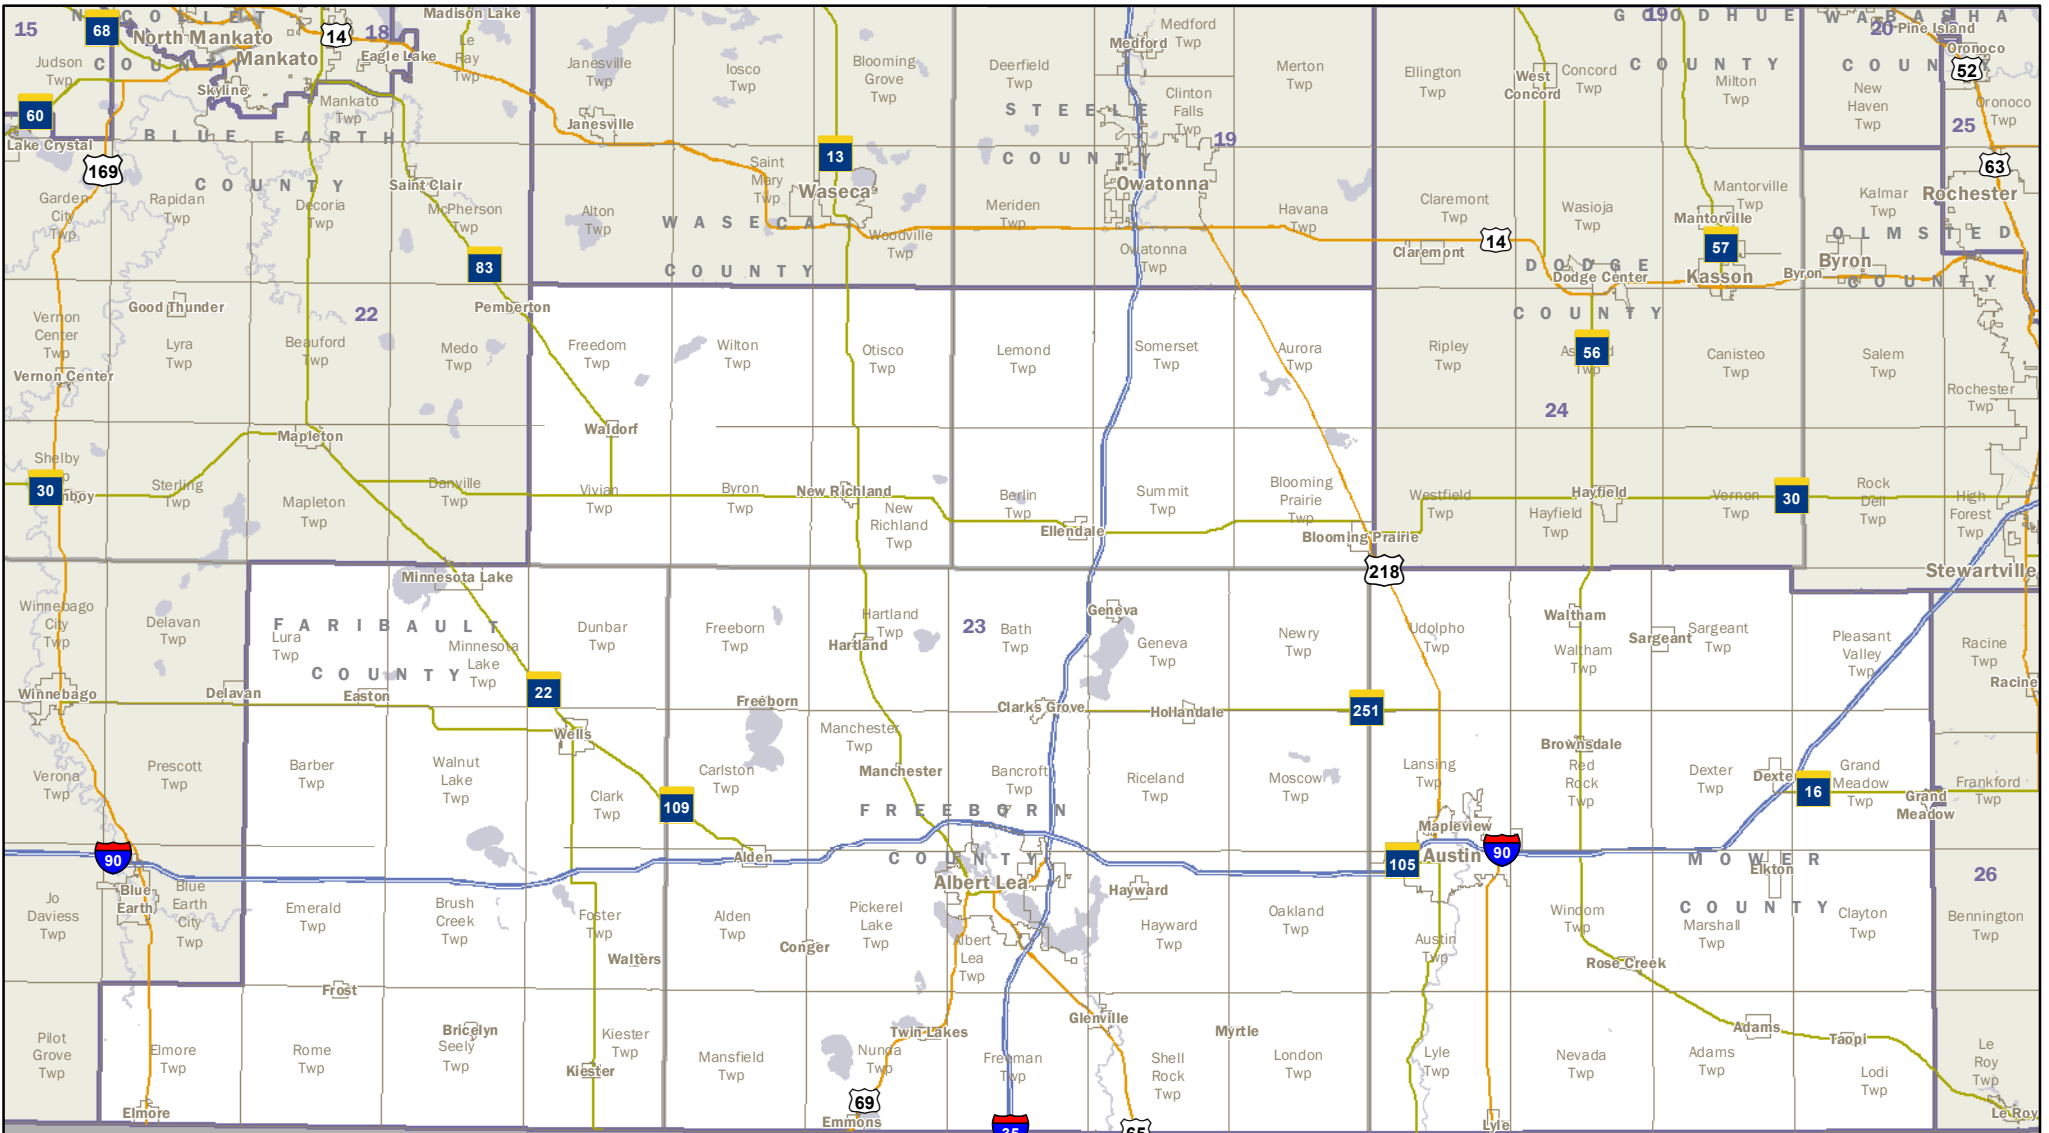 15
68
N I C O L L E T
North Mankato
14
18
Madison Lake
Le
Ray
Twp
Judson
Twp
C O U N T Y
Mankato
Eagle Lake
Skyline
Mankato
Twp
60
Lake Crystal
B L U E   E A R T H
C O U N T Y
169
Janesville
Twp
Iosco
Twp
Blooming
Grove
Twp
Janesville
13
Saint
Mary
Twp
Waseca
Deerfield
Twp
S T E E L E
C O U N T Y
Medford
Medford
Twp
Clinton
Falls
Twp
Merton
Twp
19
Owatonna
Ellington
Twp
West
Concord
Concord
Twp
G O O D H U E
19
C O U N T Y
Milton
Twp
W A B A S H A
20
Pine Island
Oronoco
52
C O U N T Y
New
Haven
Twp
Oronoco
Twp
25
63
Rochester
Garden
City
Twp
Rapidan
Twp
Decoria
Twp
Saint Clair
McPherson
Twp
83
Alton
Twp
W A S E C A
C O U N T Y
Woodville
Twp
Meriden
Twp
Owatonna
Twp
Havana
Twp
Claremont
Twp
Claremont
14
Wasioja
Twp
D O D G E
C O U N T Y
Dodge Center
Mantorville
Twp
Mantorville
57
Kasson
Kalmar
Twp
O L M S T E D
C O U N T Y
Byron
Byron
Pemberton
Good Thunder
22
Vernon
Center
Twp
Lyra
Twp
Beauford
Twp
Medo
Twp
Vernon Center
Freedom
Twp
Wilton
Twp
Otisco
Twp
Lemond
Twp
Somerset
Twp
Aurora
Twp
Ripley
Twp
56
Twp
Canisteo
Twp
Salem
Twp
Rochester
Twp
24
Waldorf
Mapleton
Shelby
30
Sterling
Twp
Mapleton
Twp
Danville
Twp
Vivian
Twp
Byron
Twp
New Richland
New
Richland
Twp
Berlin
Twp
Ellendale
Summit
Twp
Blooming
Prairie
Twp
Blooming Prairie
218
Westfield
Twp
Hayfield
Hayfield
Twp
Vernon
Twp
30
Rock
Dell
Twp
High
Forest
Twp
Stewartville
Minnesota Lake
Winnebago
City
Twp
Delavan
Twp
F A R I B A U L T
C O U N T Y
Lura
Twp
Minnesota
Lake
Twp
Dunbar
Twp
Freeborn
Twp
Hartland
Twp
Hartland
23
Bath
Twp
Geneva
Geneva
Twp
Newry
Twp
Udolpho
Twp
Waltham
Waltham
Twp
Sargeant
Sargeant
Twp
Pleasant
Valley
Twp
Racine
Twp
Racine
Winnebago
Delavan
Easton
22
Wells
Freeborn
Clarks Grove
Hollandale
251
Manchester
Twp
Manchester
Brownsdale
Verona
Twp
Prescott
Twp
Barber
Twp
Walnut
Lake
Twp
Clark
Twp
109
Carlston
Twp
Bancroft
Twp
F R E E B O R N
C O U N T Y
Riceland
Twp
Moscow
Twp
Lansing
Twp
Red
Rock
Twp
Dexter
Twp
16
Grand
Meadow
Twp
Grand
Meadow
Frankford
Twp
90
Alden
Albert Lea
Mapleview
105
Austin
90
M O W E R
C O U N T Y
Elkton
26
Blue
Earth
Blue
Earth
City
Twp
Jo
Daviess
Twp
Emerald
Twp
Brush
Creek
Twp
Foster
Twp
Walters
Alden
Twp
Conger
Pickerel
Lake
Twp
Albert
Lea
Twp
Hayward
Hayward
Twp
Oakland
Twp
Austin
Twp
Windom
Twp
Marshall
Twp
Clayton
Twp
Bennington
Twp
Rose Creek
Frost
Bricelyn
Seely
Twp
Kiester
Twp
Kiester
Pilot
Grove
Twp
Elmore
Twp
Elmore
Rome
Twp
Mansfield
Twp
Twin Lakes
Nunda
Twp
69
Emmons
Freeman
Twp
35
Glenville
Shell
Rock
Twp
65
Myrtle
London
Twp
Lyle
Twp
Lyle
Nevada
Twp
Adams
Adams
Twp
Taopi
Lodi
Twp
Le
Roy
Twp
Le Roy